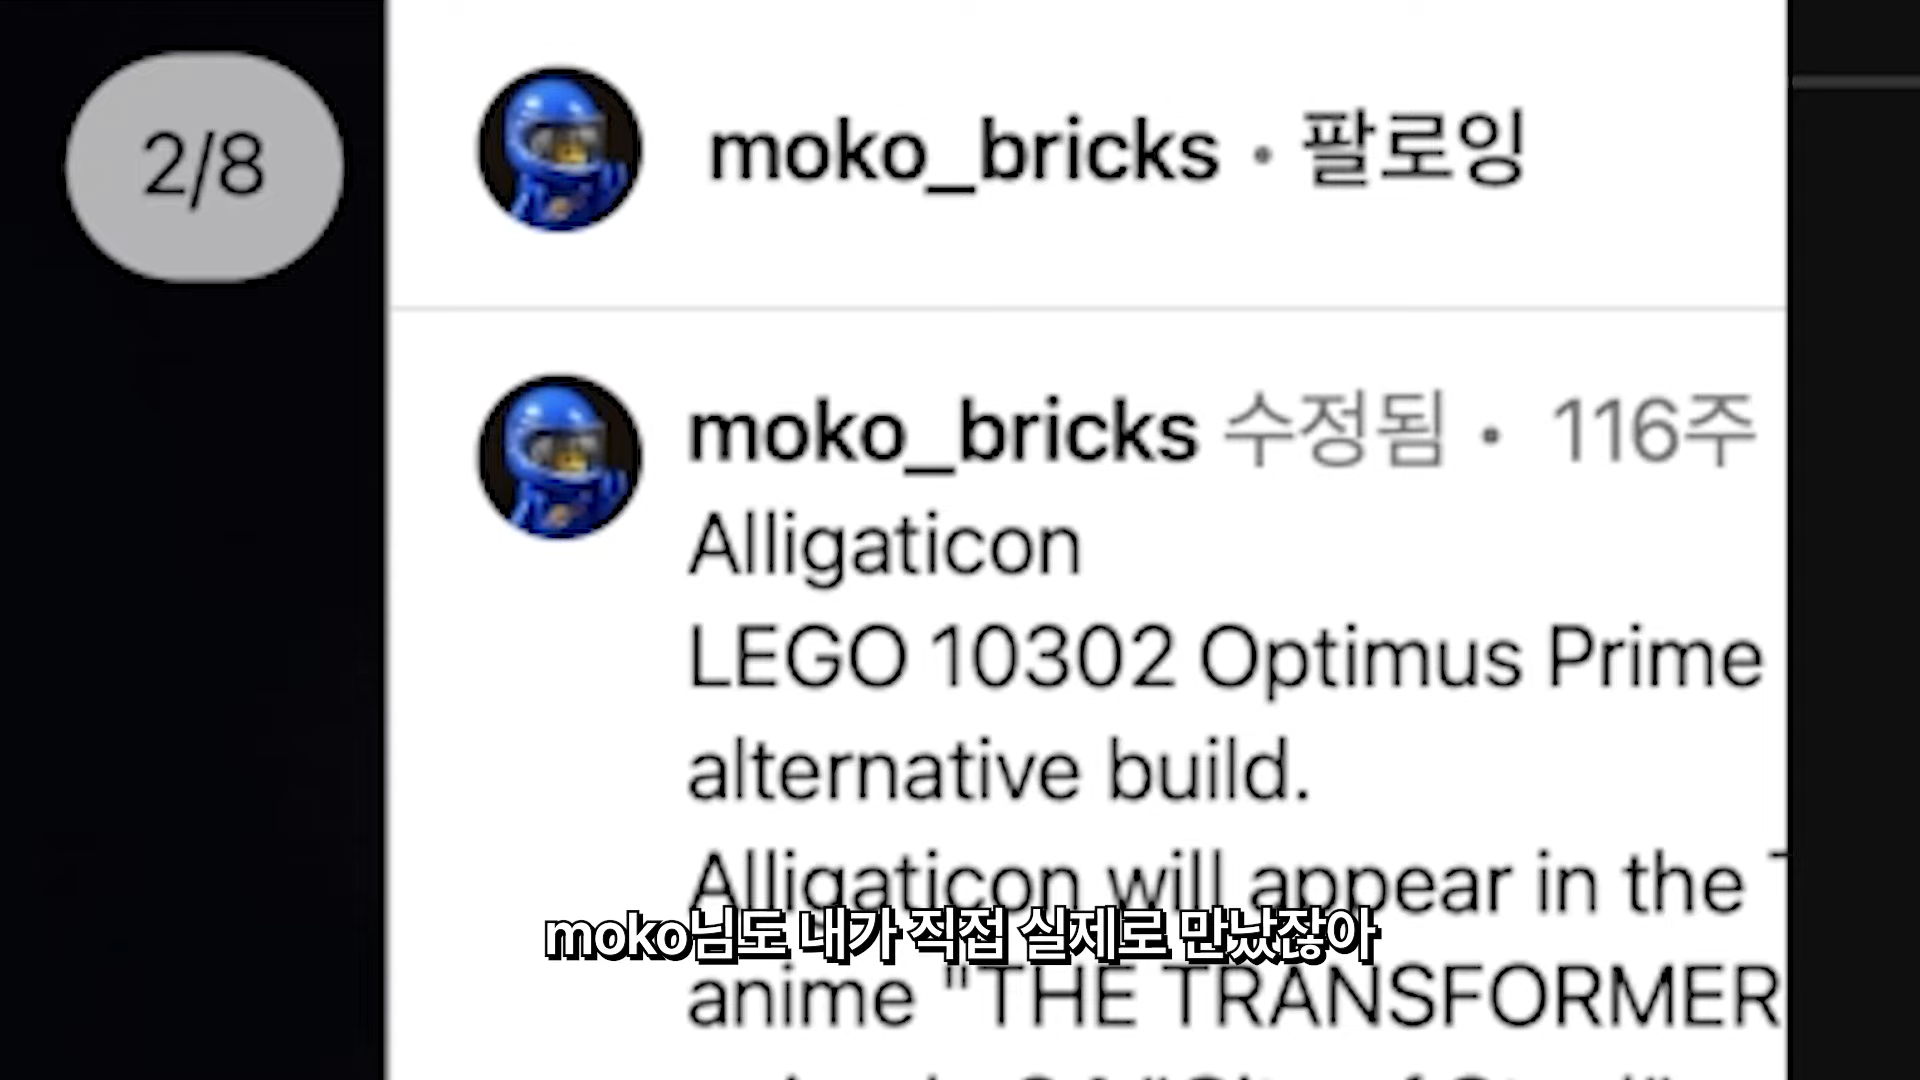 2/8
moko_bricks • 팔로잉
moko_bricks 수정됨 • 116주
Alligaticon
LEGO 10302 Optimus Prime
alternative build.
Alligaticon will appear in the
moko님도 내가 직접 실제로 만났잖아
anime "THE TRANSFORMER